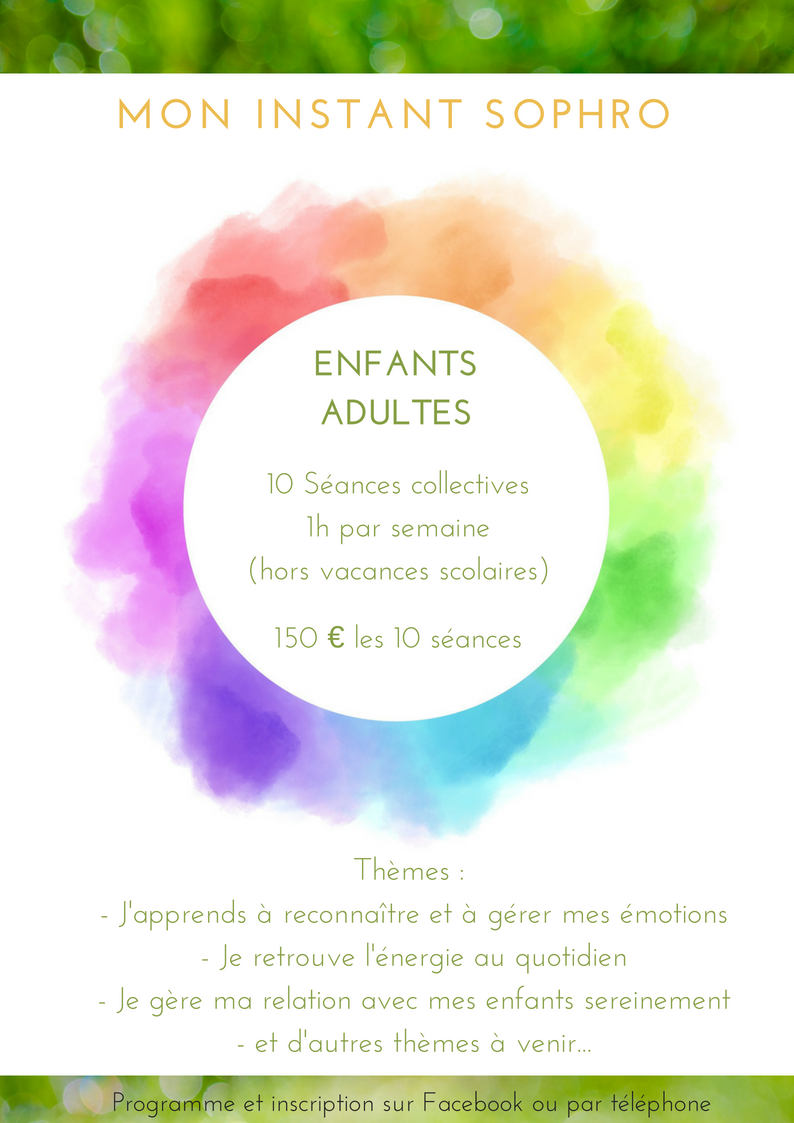 MON INSTANT SOPHRO
ENFANTS
ADULTES
10 Séances collectives
1h par semaine
(hors vacances scolaires)
150 € les 10 séances
Thèmes :
- J'apprends à reconnaître et à gérer mes émotions
- Je retrouve l'énergie au quotidien
- Je gère ma relation avec mes enfants sereinement
- et d'autres thèmes à venir...
Programme et inscription sur Facebook ou par téléphone